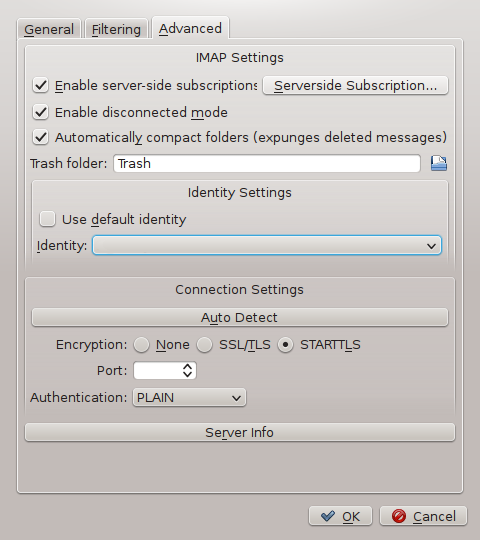 General Filtering Advanced
IMAP Settings
Enable server-side subscriptions Serverside Subscription...
Enable disconnected mode
Automatically compact folders (expunges deleted messages)
Trash folder: Trash
Identity Settings
Use default identity
Identity:
Connection Settings
Auto Detect
Encryption: None SSL/TLS STARTTLS
Port:
Authentication: PLAIN
Server Info
OK Cancel